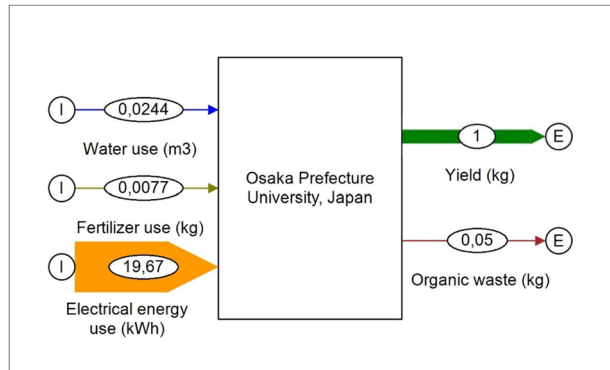 I
0,0244
Water use (m3)
I
0,0077
Fertilizer use (kg)
I
19,67
Electrical energy
use (kWh)
Osaka Prefecture
University, Japan
1
E
Yield (kg)
0,05
E
Organic waste (kg)